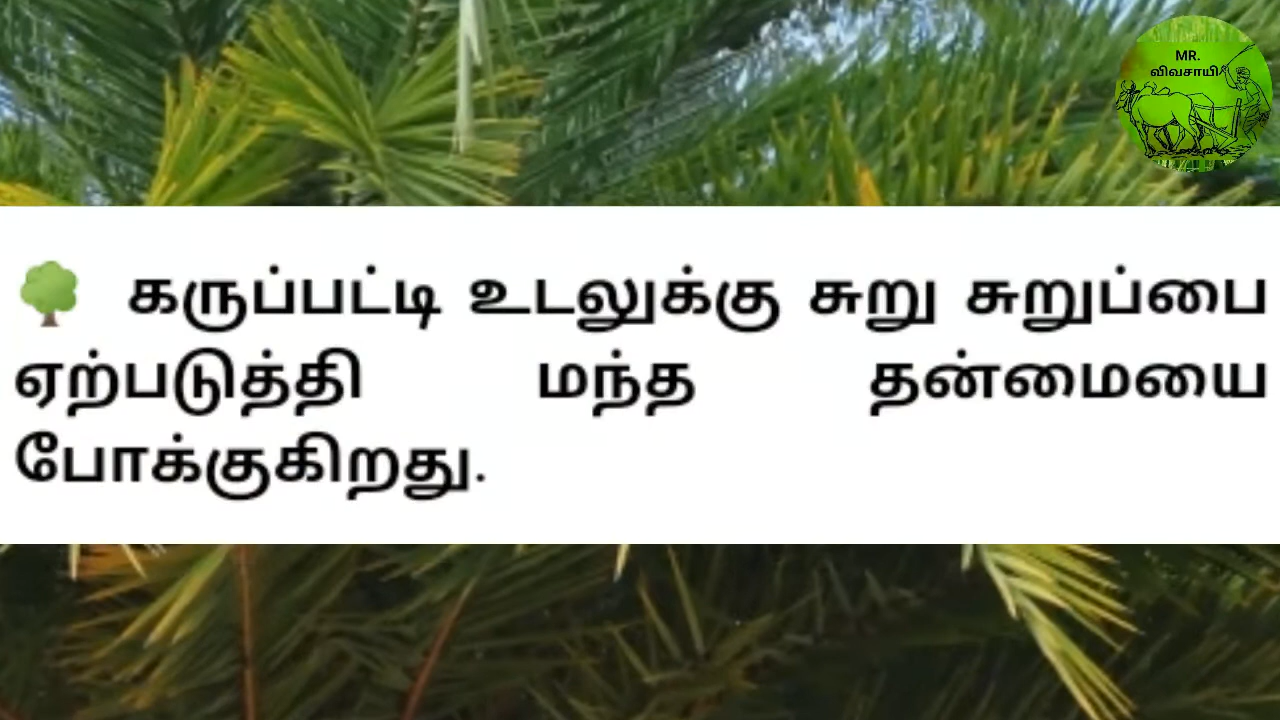 MR.
விவசாயி
🌳 கருப்பட்டி உடலுக்கு சுறு சுறுப்பை
ஏற்படுத்தி மந்த தன்மையை
போக்குகிறது.